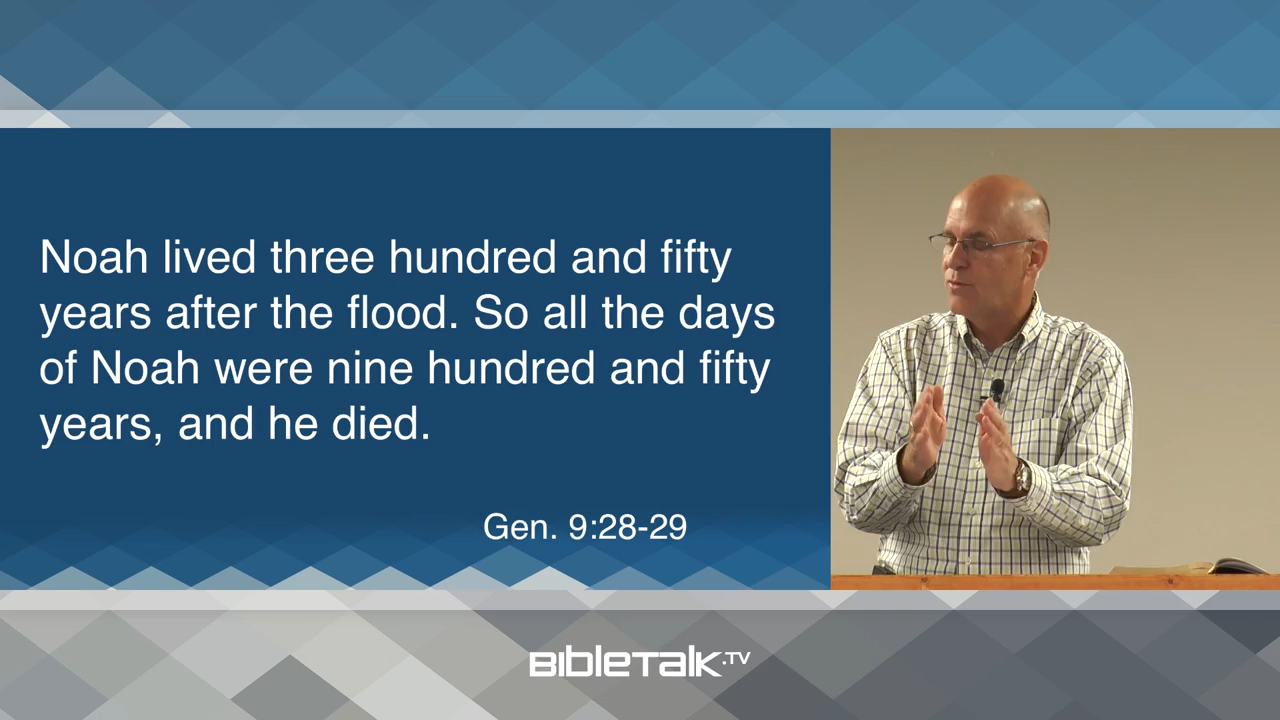 Noah lived three hundred and fifty
years after the flood. So all the days
of Noah were nine hundred and fifty
years, and he died.
Gen. 9:28-29
BIBLETALK.TV